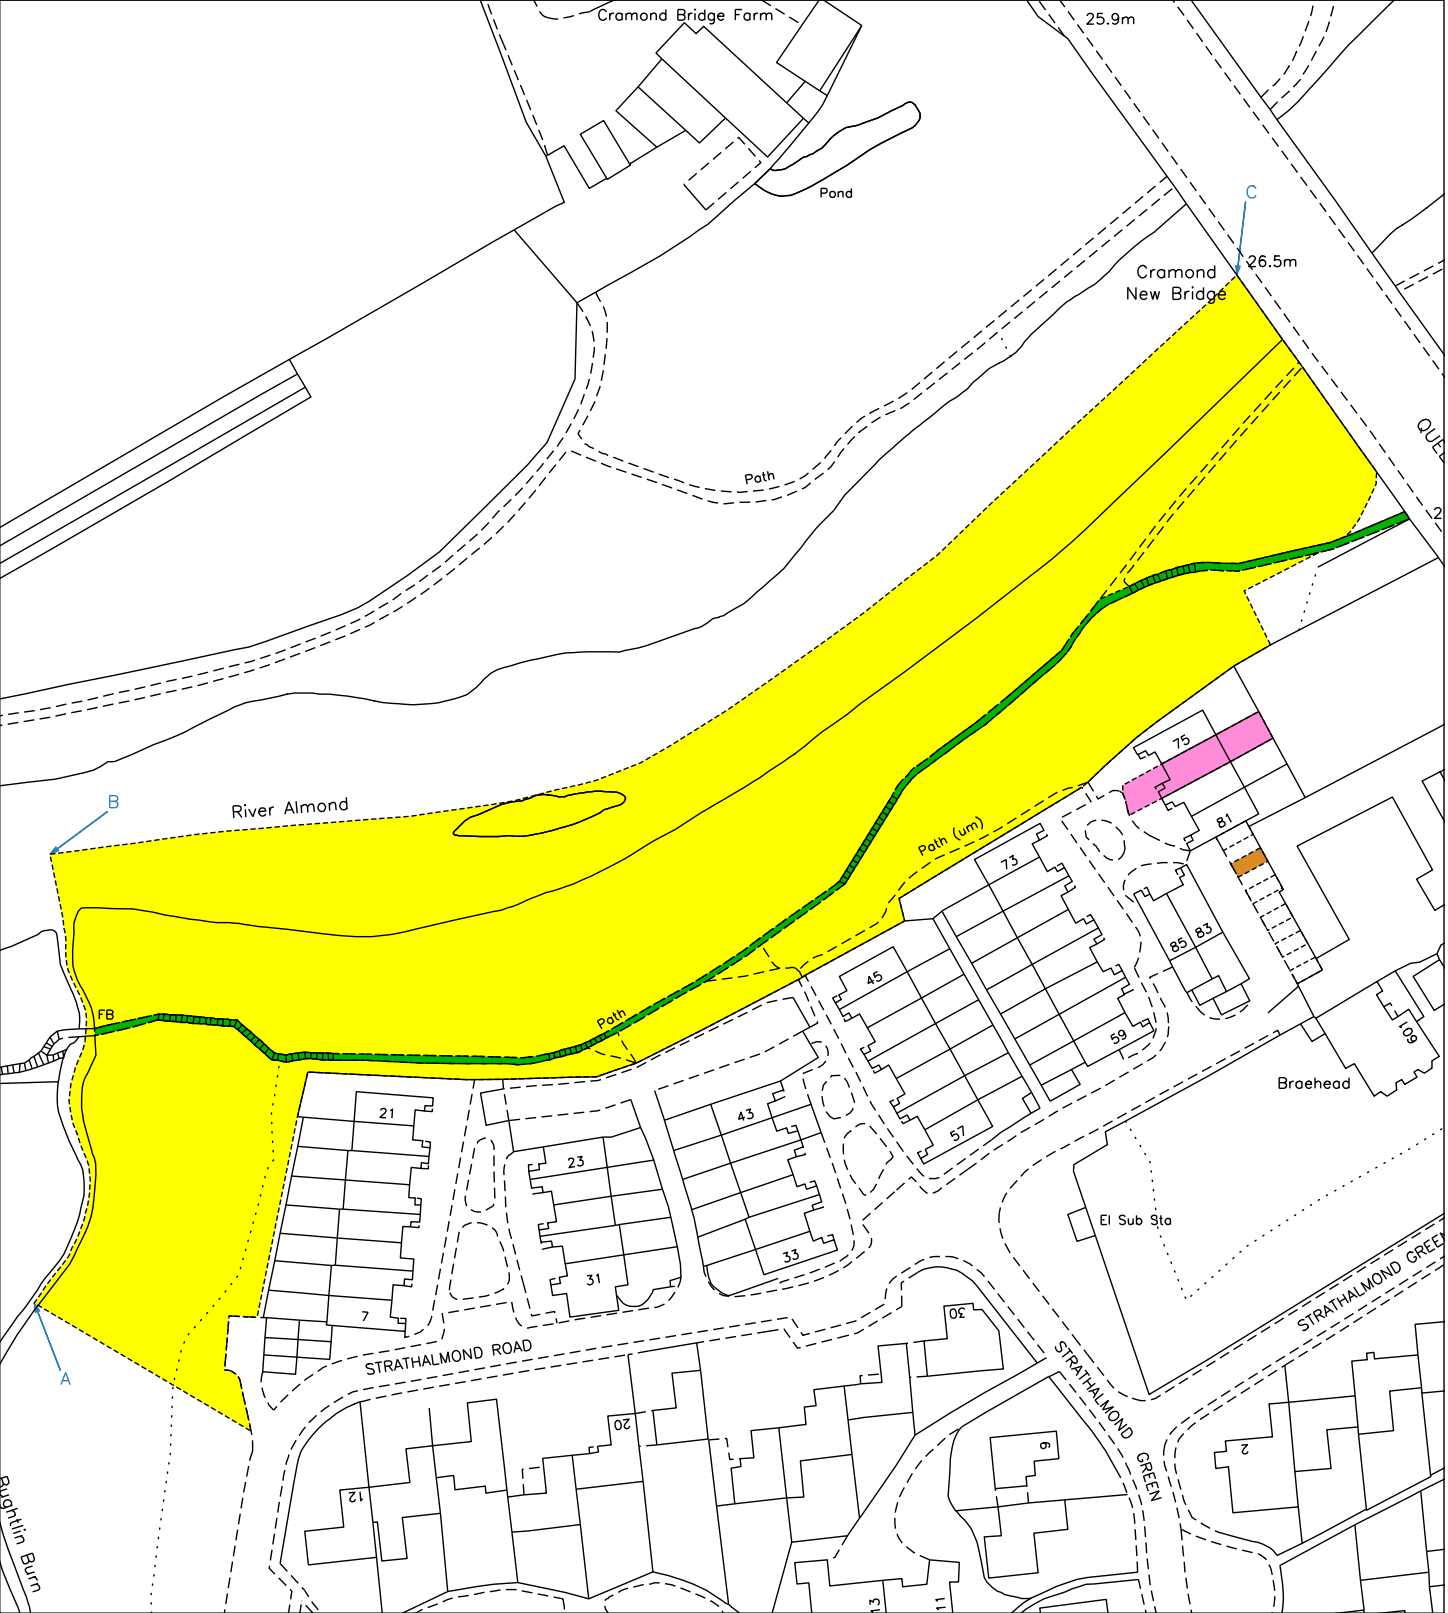 Cramond Bridge Farm
25.9m
Pond
C
26.5m
Cramond
New Bridge
Path
B
River Almond
75
81
Path (um)
73
83
85
45
FB
Path
59
109
Braehead
21
43
57
23
El Sub Sta
33
31
7
STRATHALMOND GREEN
30
STRATHALMOND ROAD
A
STRATHALMOND GREEN
20
6
2
12
Bughtlin Burn
13
11